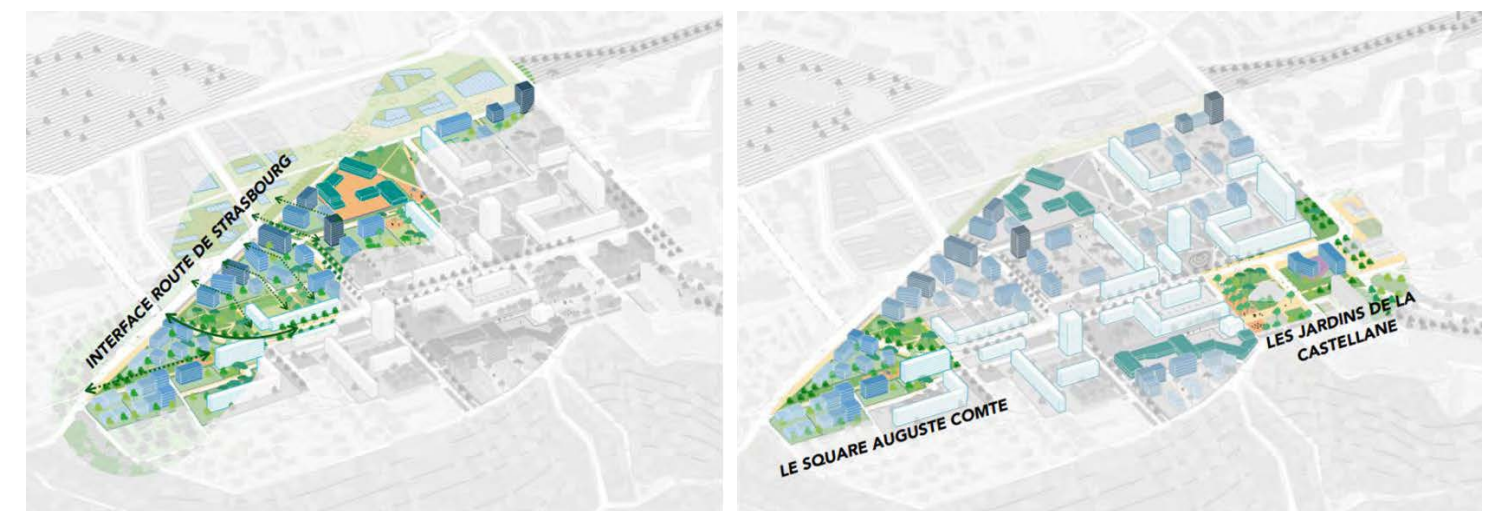 INTERFACE ROUTE DE STRASBOURG
LE SQUARE AUGUSTE COMTE
LES JARDINS DE LA
CASTELLANE